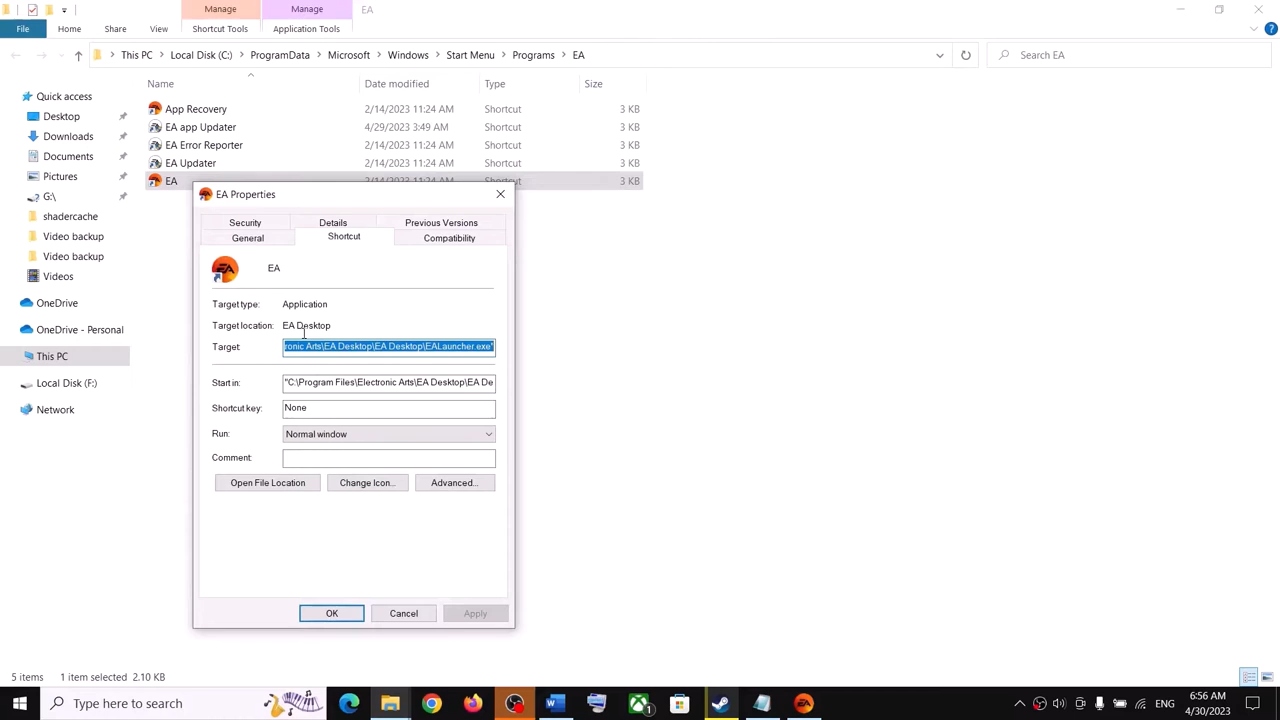 Manage Manage EA
File Home Share View Shortcut Tools Application Tools
This PC Local Disk (C:) ProgramData Microsoft Windows Start Menu Programs EA Search EA
Name Date modified Type Size
Quick access
Desktop
Downloads
Documents
Pictures
G:\
shadercache
Video backup
Video backup
Videos
OneDrive
OneDrive - Personal
This PC
Local Disk (F:)
Network
App Recovery 2/14/2023 11:24 AM Shortcut 3 KB
EA app Updater 4/29/2023 3:49 AM Shortcut 3 KB
EA Error Reporter 2/14/2023 11:24 AM Shortcut 3 KB
EA Updater 2/14/2023 11:24 AM Shortcut 3 KB
EA 2/14/2023 11:24 AM Shortcut 3 KB
EA Properties
Security Details Previous Versions
General Shortcut Compatibility
EA
Target type: Application
Target location: EA Desktop
Target: ronic Arts\EA Desktop\EA Desktop\EALauncher.exe"
Start in: "C:\Program Files\Electronic Arts\EA Desktop\EA De
Shortcut key: None
Run: Normal window
Comment:
Open File Location Change Icon... Advanced...
OK Cancel Apply
5 items 1 item selected 2.10 KB
Type here to search
1
ENG
6:56 AM
4/30/2023